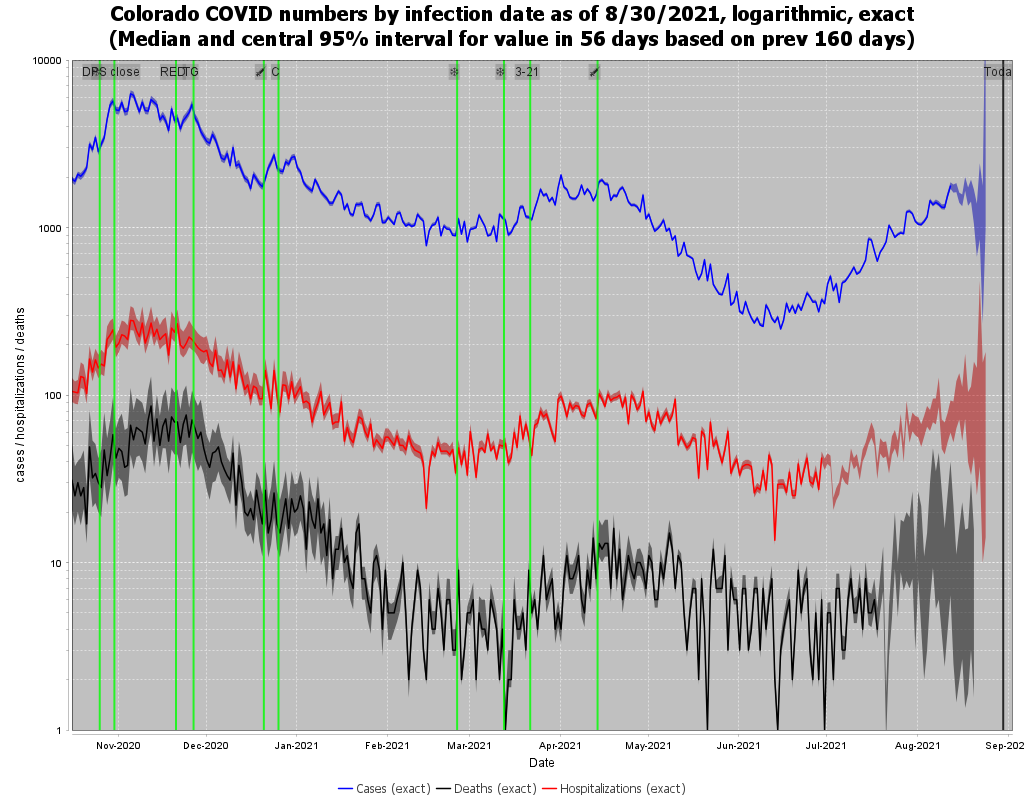 Colorado COVID numbers by infection date as of 8/30/2021, logarithmic, exact
(Median and central 95% interval for value in 56 days based on prev 160 days)
10000
1000
100
10
1
cases / hospitalizations / deaths
close
C
❄
❄
3-21
Toda
Nov-2020
Dec-2020
Jan-2021
Feb-2021
Mar-2021
Apr-2021
May-2021
Jun-2021
Jul-2021
Aug-2021
Sep-202
Date
Cases (exact)
Deaths (exact)
Hospitalizations (exact)